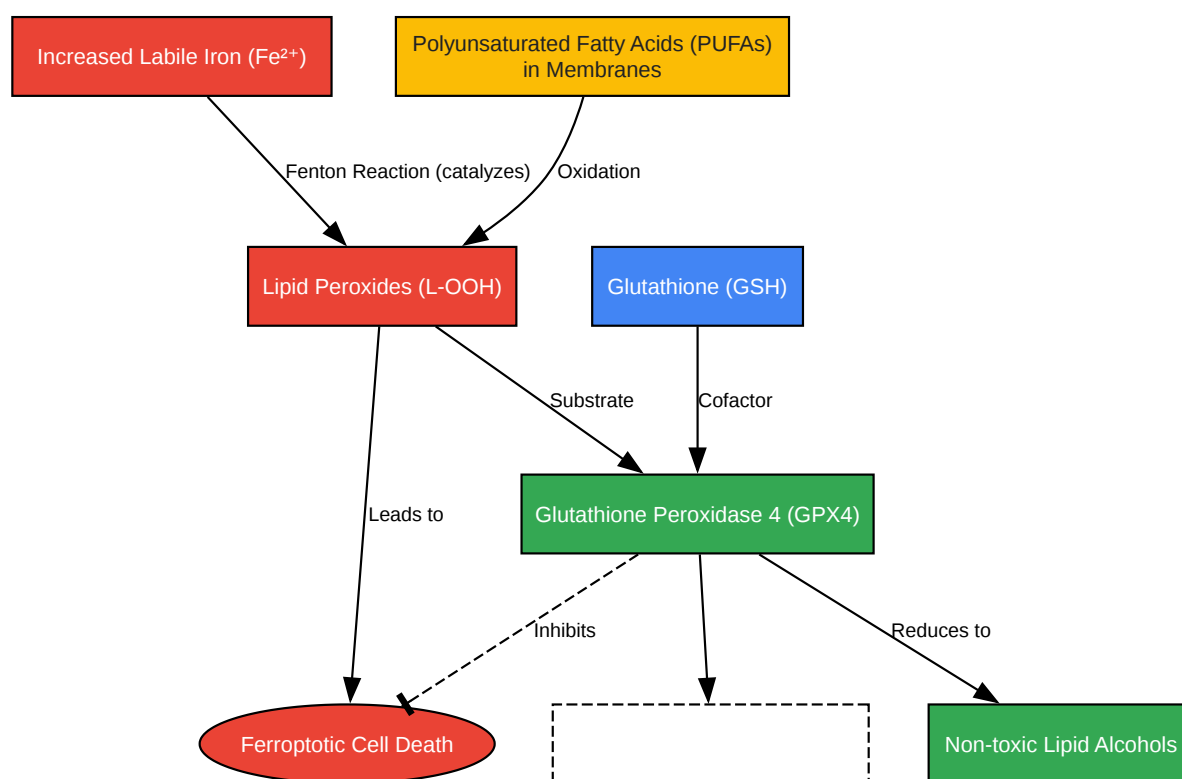 Increased Labile Iron (Fe²⁺)
Polyunsaturated Fatty Acids (PUFAs)
in Membranes
Fenton Reaction (catalyzes)
Oxidation
Lipid Peroxides (L-OOH)
Glutathione (GSH)
Substrate
Cofactor
Glutathione Peroxidase 4 (GPX4)
Leads to
Inhibits
Reduces to
Ferroptotic Cell Death
Non-toxic Lipid Alcohols